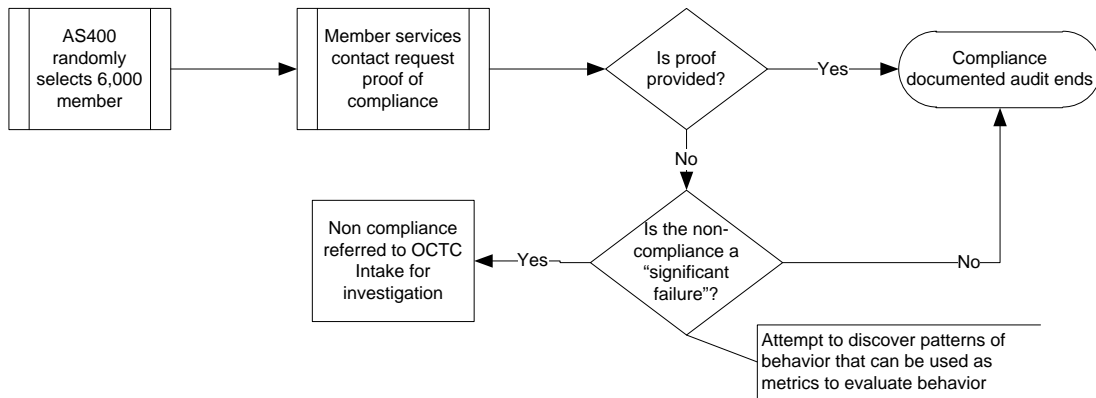 AS400
randomly
selects 6,000
member
Member services
contact request
proof of
compliance
Is proof
provided?
Yes
Compliance
documented audit ends
No
Non compliance
referred to OCTC
Intake for
investigation
Yes
Is the non-
compliance a
“significant
failure”?
No
Attempt to discover patterns of
behavior that can be used as
metrics to evaluate behavior